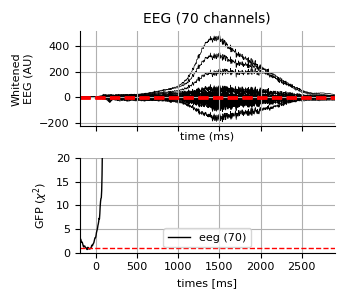 EEG (70 channels)
Whitened
EEG (AU)
400
200
0
−200
time (ms)
GFP (χ²)
20
15
10
5
0
eeg (70)
0 500 1000 1500 2000 2500
times [ms]